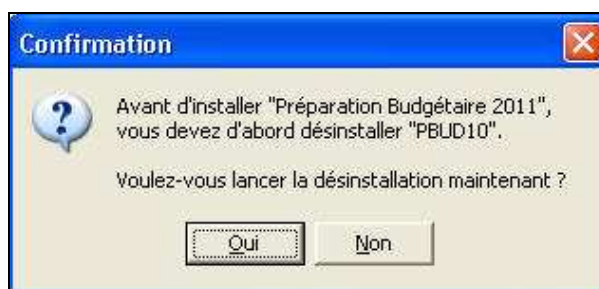 Confirmation
Avant d'installer "Préparation Budgétaire 2011",
vous devez d'abord désinstaller "PBUD10".
Voulez-vous lancer la désinstallation maintenant ?
Oui
Non